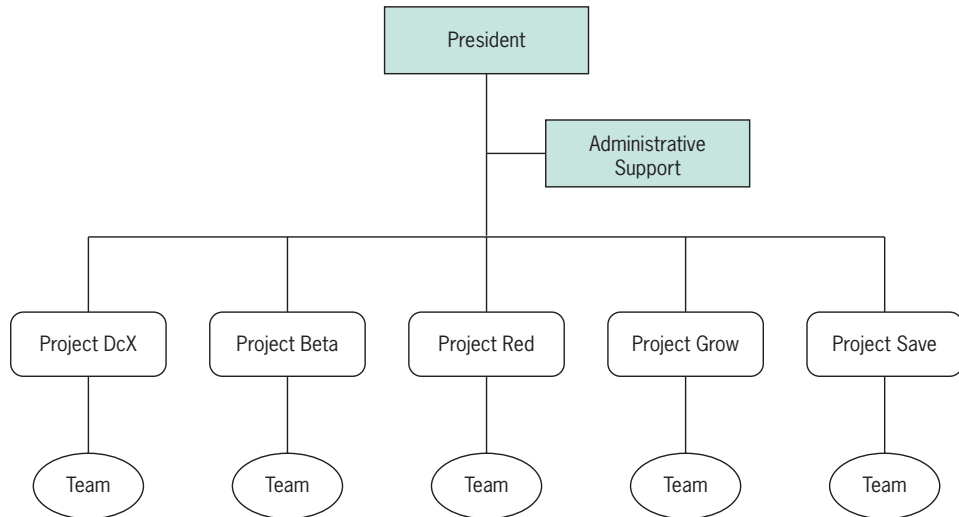 President
Administrative
Support
Project DcX
Project Beta
Project Red
Project Grow
Project Save
Team
Team
Team
Team
Team